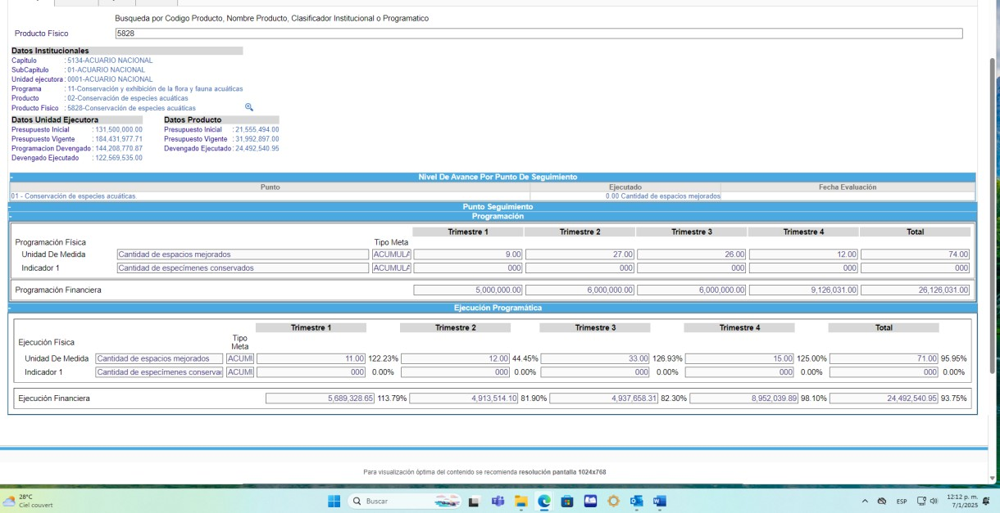 Busqueda por Codigo Producto, Nombre Producto, Clasificador Institucional o Programatico
Producto Físico 5828
Datos Institucionales
Capitulo : 5134-ACUARIO NACIONAL
SubCapitulo : 01-ACUARIO NACIONAL
Unidad ejecutora : 0001-ACUARIO NACIONAL
Programa : 11-Conservación y exhibición de la flora y fauna acuáticas
Producto : 02-Conservación de especies acuáticas
Producto Físico : 5828-Conservación de especies acuáticas
Datos Unidad Ejecutora Datos Producto
Presupuesto Inicial : 131,500,000.00 Presupuesto Inicial : 21,555,494.00
Presupuesto Vigente : 184,431,977.71 Presupuesto Vigente : 31,992,897.00
Programacion Devengado : 144,208,770.87 Devengado Ejecutado : 24,492,540.95
Devengado Ejecutado : 122,569,535.00
Nivel De Avance Por Punto De Seguimiento
Punto Ejecutado Fecha Evaluación
01 - Conservación de especies acuáticas 0.00 Cantidad de espacios mejorados
Punto Seguimiento
Programación
Trimestre 1 Trimestre 2 Trimestre 3 Trimestre 4 Total
Programación Física Tipo Meta
Unidad De Medida Cantidad de espacios mejorados ACUMULA 9.00 27.00 26.00 12.00 74.00
Indicador 1 Cantidad de especímenes conservados ACUMULA 000 000 000 000 000
Programación Financiera 5,000,000.00 6,000,000.00 6,000,000.00 9,126,031.00 26,126,031.00
Ejecución Programática
Trimestre 1 Trimestre 2 Trimestre 3 Trimestre 4 Total
Ejecución Física Tipo Meta
Unidad De Medida Cantidad de espacios mejorados ACUMU 11.00 122.23% 12.00 44.45% 33.00 126.93% 15.00 125.00% 71.00 95.95%
Indicador 1 Cantidad de especímenes conserva ACUMU 000 0.00% 000 0.00% 000 0.00% 000 0.00% 000 0.00%
Ejecución Financiera 5,689,328.65 113.79% 4,913,514.10 81.90% 4,937,658.31 82.30% 8,952,039.89 98.10% 24,492,540.95 93.75%
Para visualización óptima del contenido se recomienda resolución pantalla 1024x768
28°C
Ciel couvert
Buscar
ESP
12:12 p. m.
7/1/2025